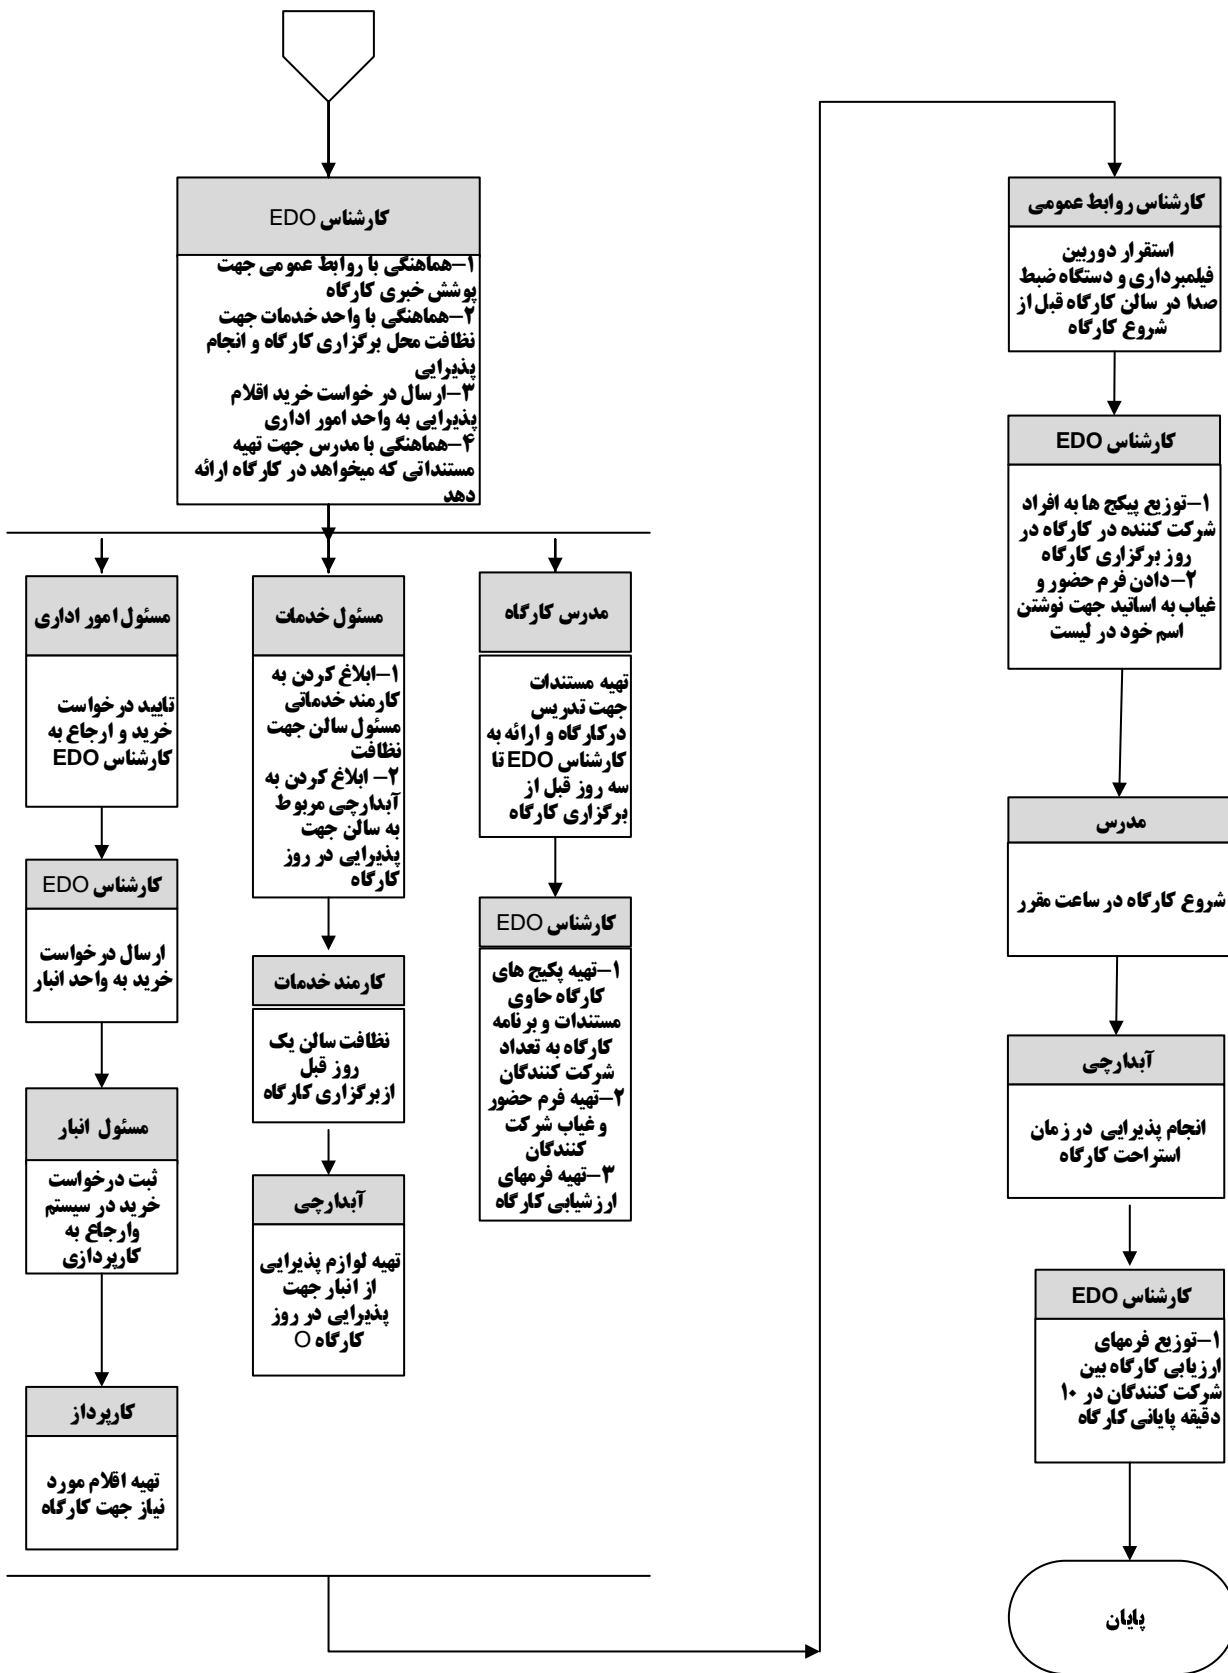 کارشناس EDO
۱–هماهنگی با روابط عمومی جهت
پوشش خبری کارگاه
۲–هماهنگی با واحد خدمات جهت
نظافت محل برگزاری کارگاه و انجام
پذیرایی
۳–ارسال در خواست خرید اقلام
پذیرایی به واحد امور اداری
۴–هماهنگی با مدرس جهت تهیه
مستنداتی که میخواهد در کارگاه ارائه
دهد
مدرس کارگاه
تهیه مستندات
جهت تدریس
درکارگاه و ارائه به
کارشناس EDO تا
سه روز قبل از
برگزاری کارگاه
کارشناس EDO
۱–تهیه پکیج های
کارگاه حاوی
مستندات و برنامه
کارگاه به تعداد
شرکت کنندگان
۲–تهیه فرم حضور
و غیاب شرکت
کنندگان
۳–تهیه فرمهای
ارزشیابی کارگاه
مسئول خدمات
۱–ابلاغ کردن به
کارمند خدماتی
مسئول سالن جهت
نظافت
۲– ابلاغ کردن به
آبدارچی مربوط
به سالن جهت
پذیرایی در روز
کارگاه
کارمند خدمات
نظافت سالن یک
روز قبل
ازبرگزاری کارگاه
آبدارچی
تهیه لوازم پذیرایی
از انبار جهت
پذیرایی در روز
کارگاه O
مسئول امور اداری
تایید درخواست
خرید و ارجاع به
کارشناس EDO
کارشناس EDO
ارسال درخواست
خرید به واحد انبار
مسئول انبار
ثبت درخواست
خرید در سیستم
وارجاع به
کارپردازی
کارپرداز
تهیه اقلام مورد
نیاز جهت کارگاه
کارشناس روابط عمومی
استقرار دوربین
فیلمبرداری و دستگاه ضبط
صدا در سالن کارگاه قبل از
شروع کارگاه
کارشناس EDO
۱–توزیع پیکج ها به افراد
شرکت کننده در کارگاه در
روز برگزاری کارگاه
۲–دادن فرم حضور و
غیاب به اساتید جهت نوشتن
اسم خود در لیست
مدرس
شروع کارگاه در ساعت مقرر
آبدارچی
انجام پذیرایی در زمان
استراحت کارگاه
کارشناس EDO
۱–توزیع فرمهای
ارزیابی کارگاه بین
شرکت کنندگان در ۱۰
دقیقه پایانی کارگاه
پایان